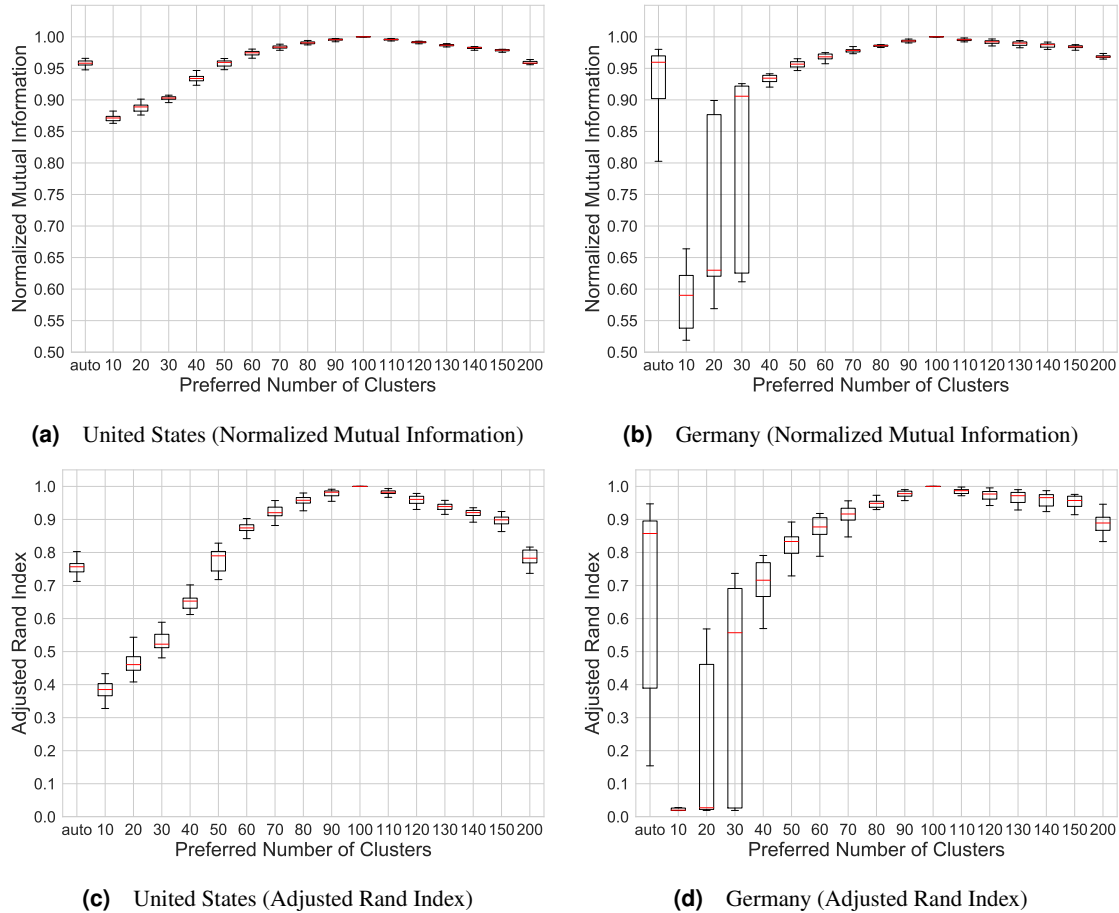 1.00
0.95
0.90
0.85
0.80
0.75
0.70
0.65
0.60
0.55
0.50
Normalized Mutual Information
auto 10 20 30 40 50 60 70 80 90 100 110 120 130 140 150 200
Preferred Number of Clusters
(a) United States (Normalized Mutual Information)
1.00
0.95
0.90
0.85
0.80
0.75
0.70
0.65
0.60
0.55
0.50
Normalized Mutual Information
auto 10 20 30 40 50 60 70 80 90 100 110 120 130 140 150 200
Preferred Number of Clusters
(b) Germany (Normalized Mutual Information)
1.0
0.9
0.8
0.7
0.6
0.5
0.4
0.3
0.2
0.1
0.0
Adjusted Rand Index
auto 10 20 30 40 50 60 70 80 90 100 110 120 130 140 150 200
Preferred Number of Clusters
(c) United States (Adjusted Rand Index)
1.0
0.9
0.8
0.7
0.6
0.5
0.4
0.3
0.2
0.1
0.0
Adjusted Rand Index
auto 10 20 30 40 50 60 70 80 90 100 110 120 130 140 150 200
Preferred Number of Clusters
(d) Germany (Adjusted Rand Index)